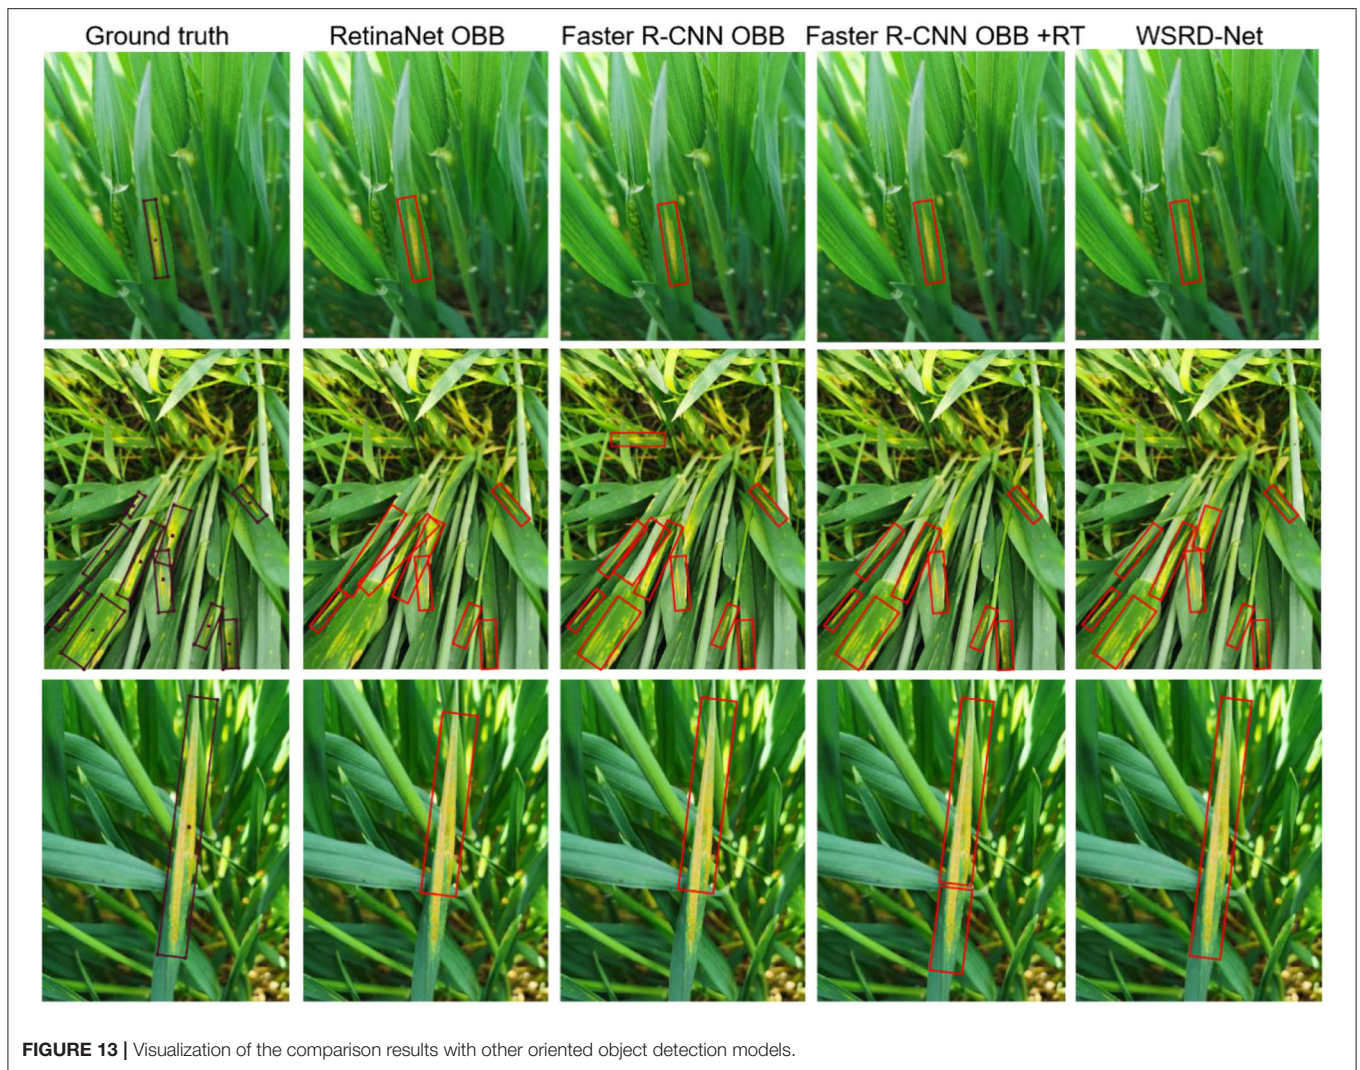 Ground truth RetinaNet OBB Faster R-CNN OBB Faster R-CNN OBB +RT WSRD-Net
FIGURE 13 | Visualization of the comparison results with other oriented object detection models.